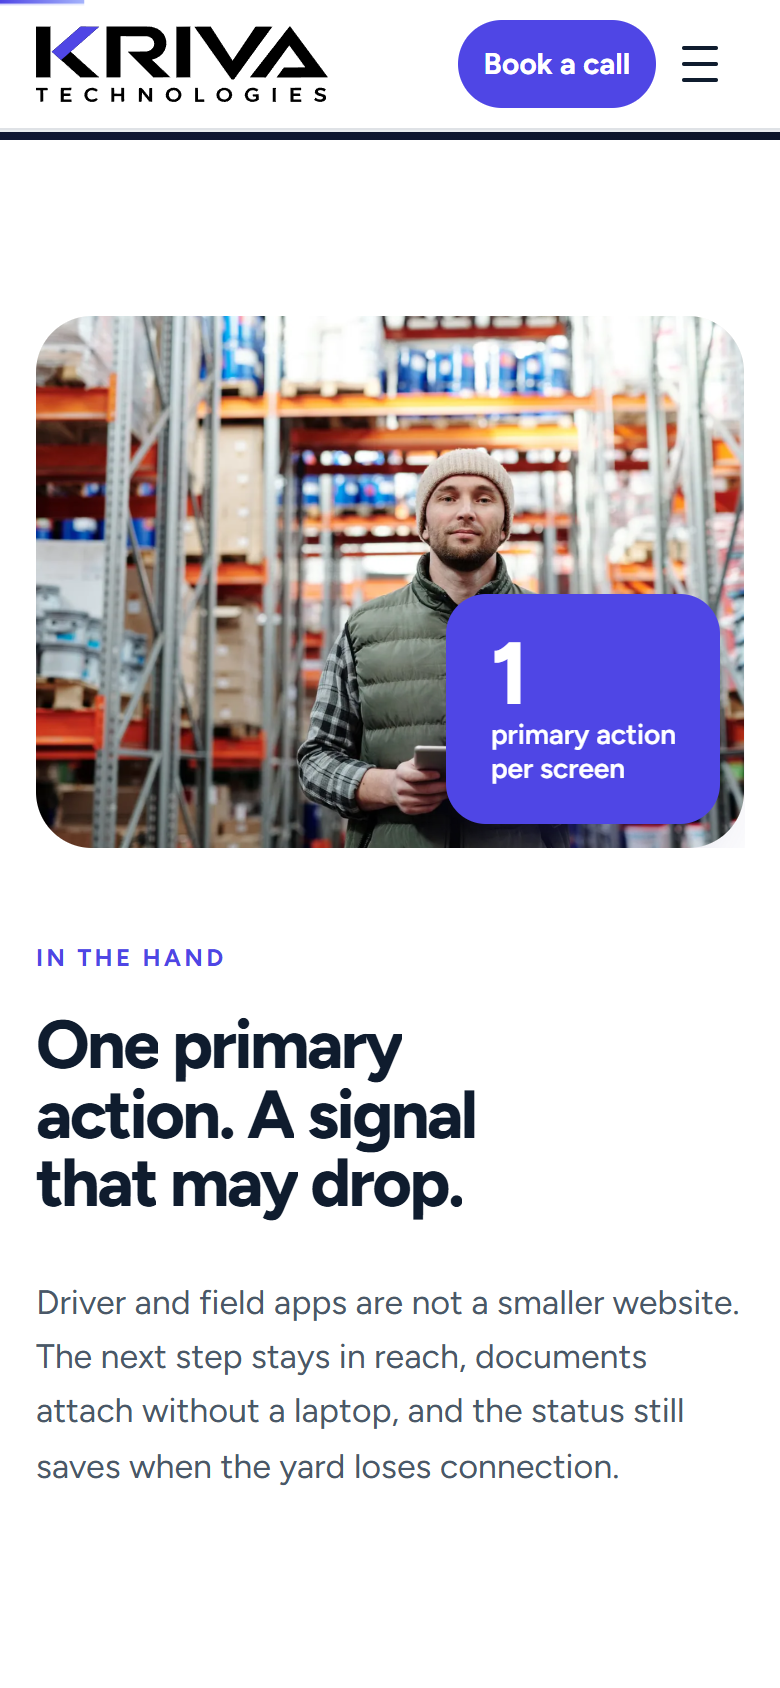 KRIVA
TECHNOLOGIES
Book a call
1
primary action
per screen
IN THE HAND
One primary
action. A signal
that may drop.
Driver and field apps are not a smaller website.
The next step stays in reach, documents
attach without a laptop, and the status still
saves when the yard loses connection.